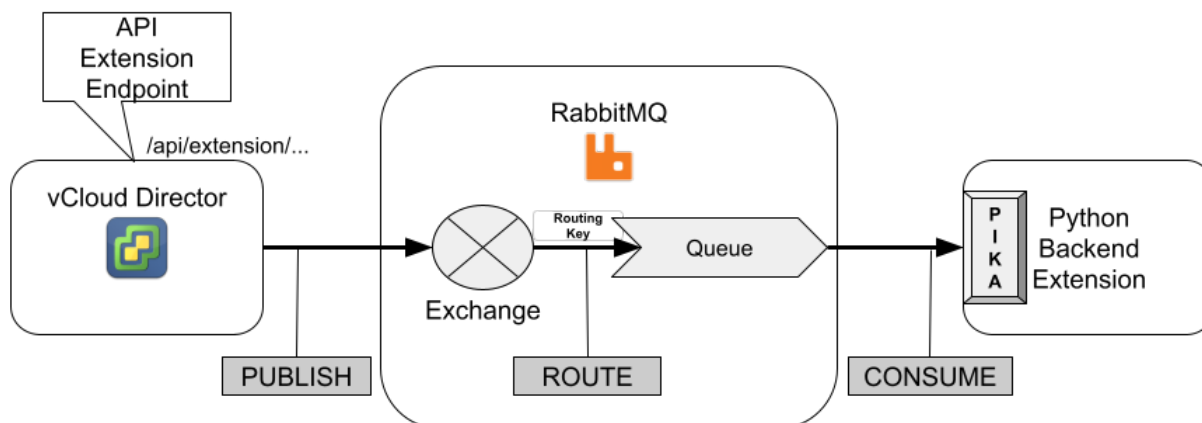 API
Extension
Endpoint
/api/extension/...
vCloud Director
RabbitMQ
Routing
Key
Exchange
Queue
P
I
K
A
Python
Backend
Extension
PUBLISH
ROUTE
CONSUME